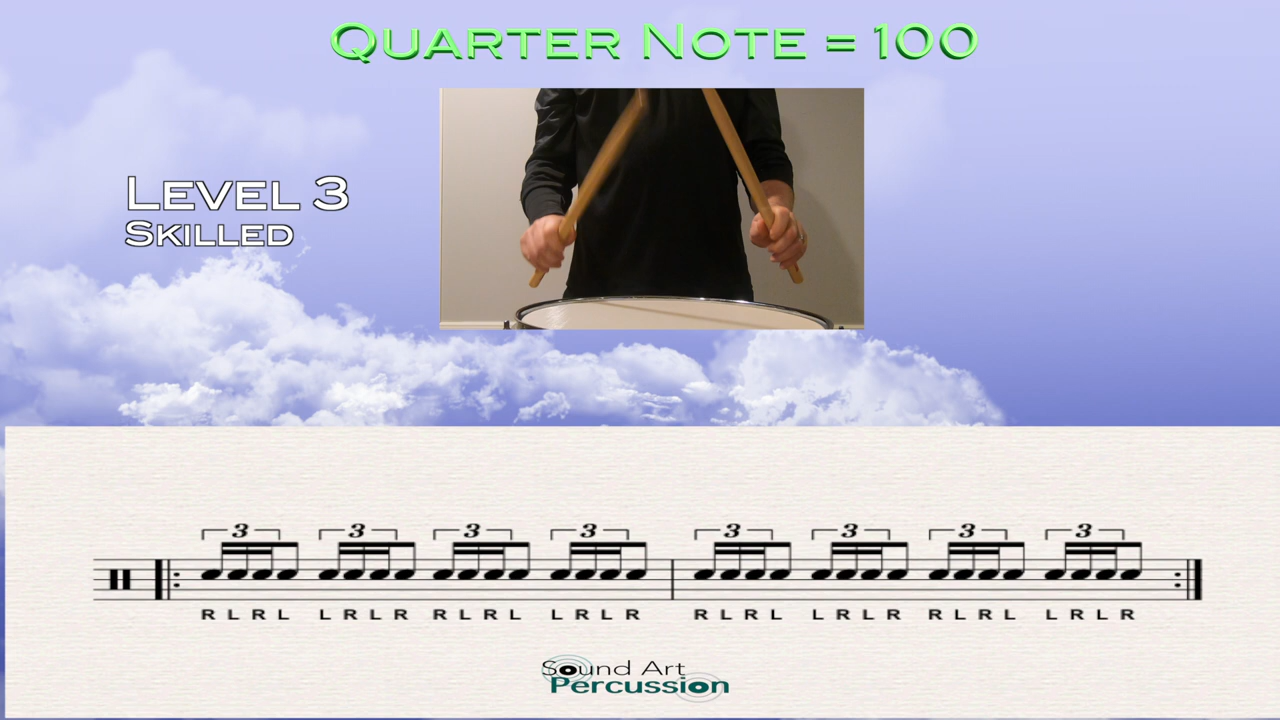 QUARTER NOTE = 100
LEVEL 3
SKILLED
3 3 3 3 3 3 3 3
R L R L L R L R R L R L L R L R R L R L L R L R R L R L L R L R
Sound Art
Percussion